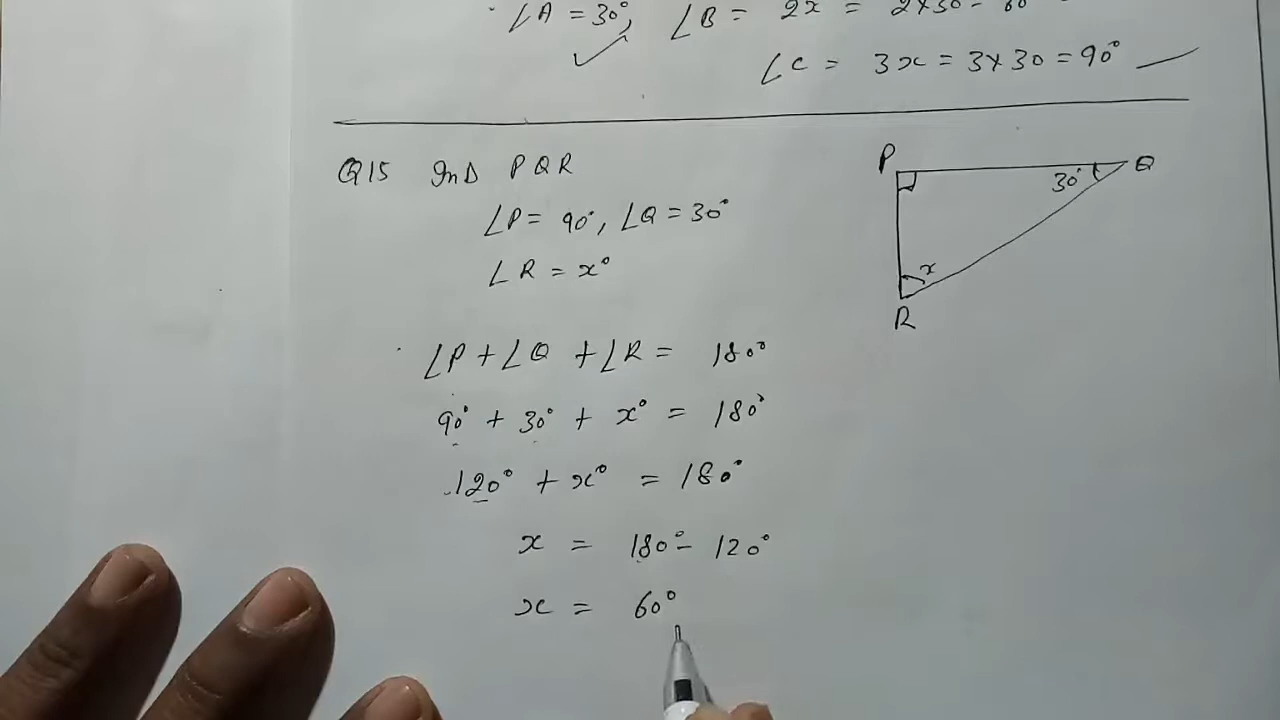 ∠A = 30°, ∠B = 2x = 2×30 = 60
∠C = 3x = 3×30 = 90°
Q15 In Δ PQR
∠P = 90°, ∠Q = 30°
∠R = x°
∠P + ∠Q + ∠R = 180°
90° + 30° + x° = 180°
120° + x° = 180°
x = 180° - 120°
x = 60°
P Q
30°
x
R